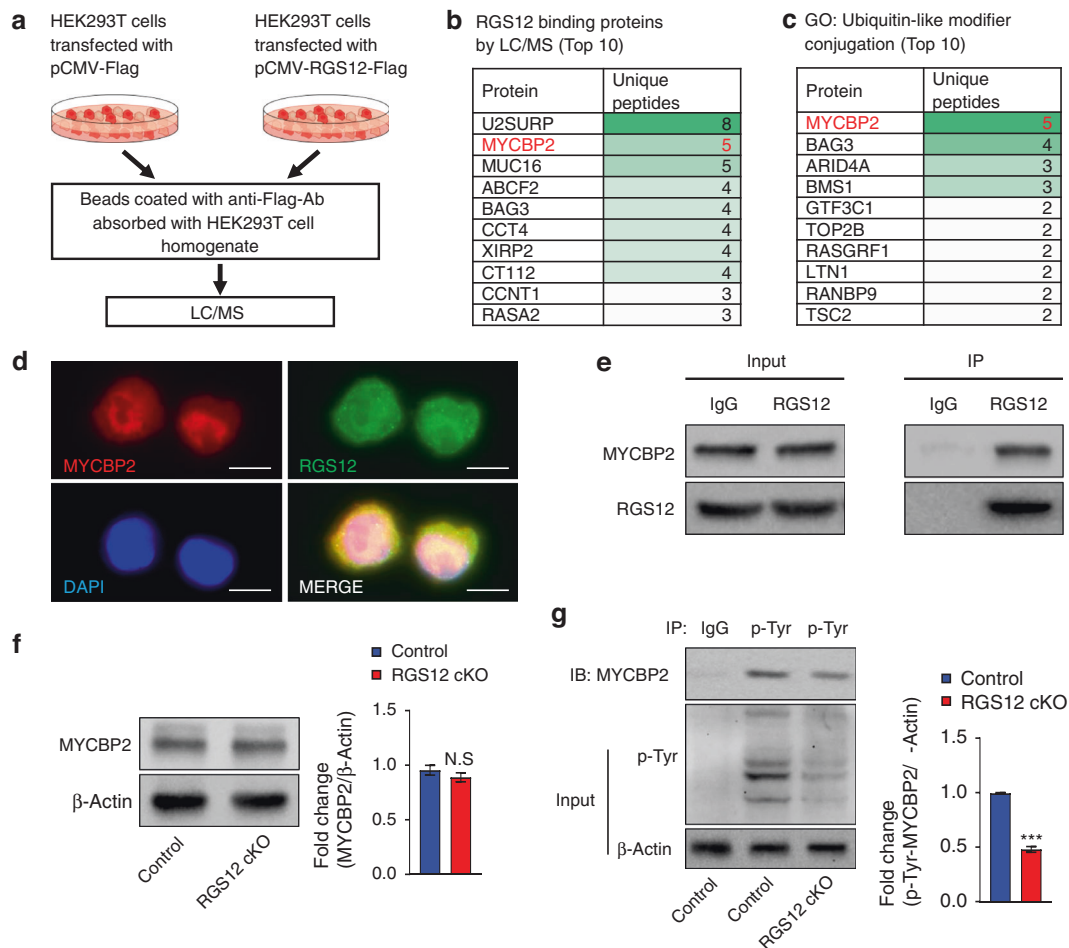 a
HEK293T cells
transfected with
pCMV-Flag
HEK293T cells
transfected with
pCMV-RGS12-Flag
Beads coated with anti-Flag-Ab
absorbed with HEK293T cell
homogenate
LC/MS
b
RGS12 binding proteins
by LC/MS (Top 10)
Protein Unique peptides
U2SURP 8
MYCBP2 5
MUC16 5
ABCF2 4
BAG3 4
CCT4 4
XIRP2 4
CT112 4
CCNT1 3
RASA2 3
c
GO: Ubiquitin-like modifier
conjugation (Top 10)
Protein Unique peptides
MYCBP2 5
BAG3 4
ARID4A 3
BMS1 3
GTF3C1 2
TOP2B 2
RASGRF1 2
LTN1 2
RANBP9 2
TSC2 2
d
MYCBP2
RGS12
DAPI
MERGE
e
Input IP
IgG RGS12 IgG RGS12
MYCBP2
RGS12
f
MYCBP2
β-Actin
Control
RGS12 cKO
Control
RGS12 cKO
Fold change
(MYCBP2/β-Actin)
1.5
1.0
0.5
0.0
N.S
g
IP: IgG p-Tyr p-Tyr
IB: MYCBP2
p-Tyr
Input
β-Actin
Control
Control
RGS12 cKO
Control
RGS12 cKO
Fold change
(p-Tyr-MYCBP2/ -Actin)
1.5
1.0
0.5
0.0
***